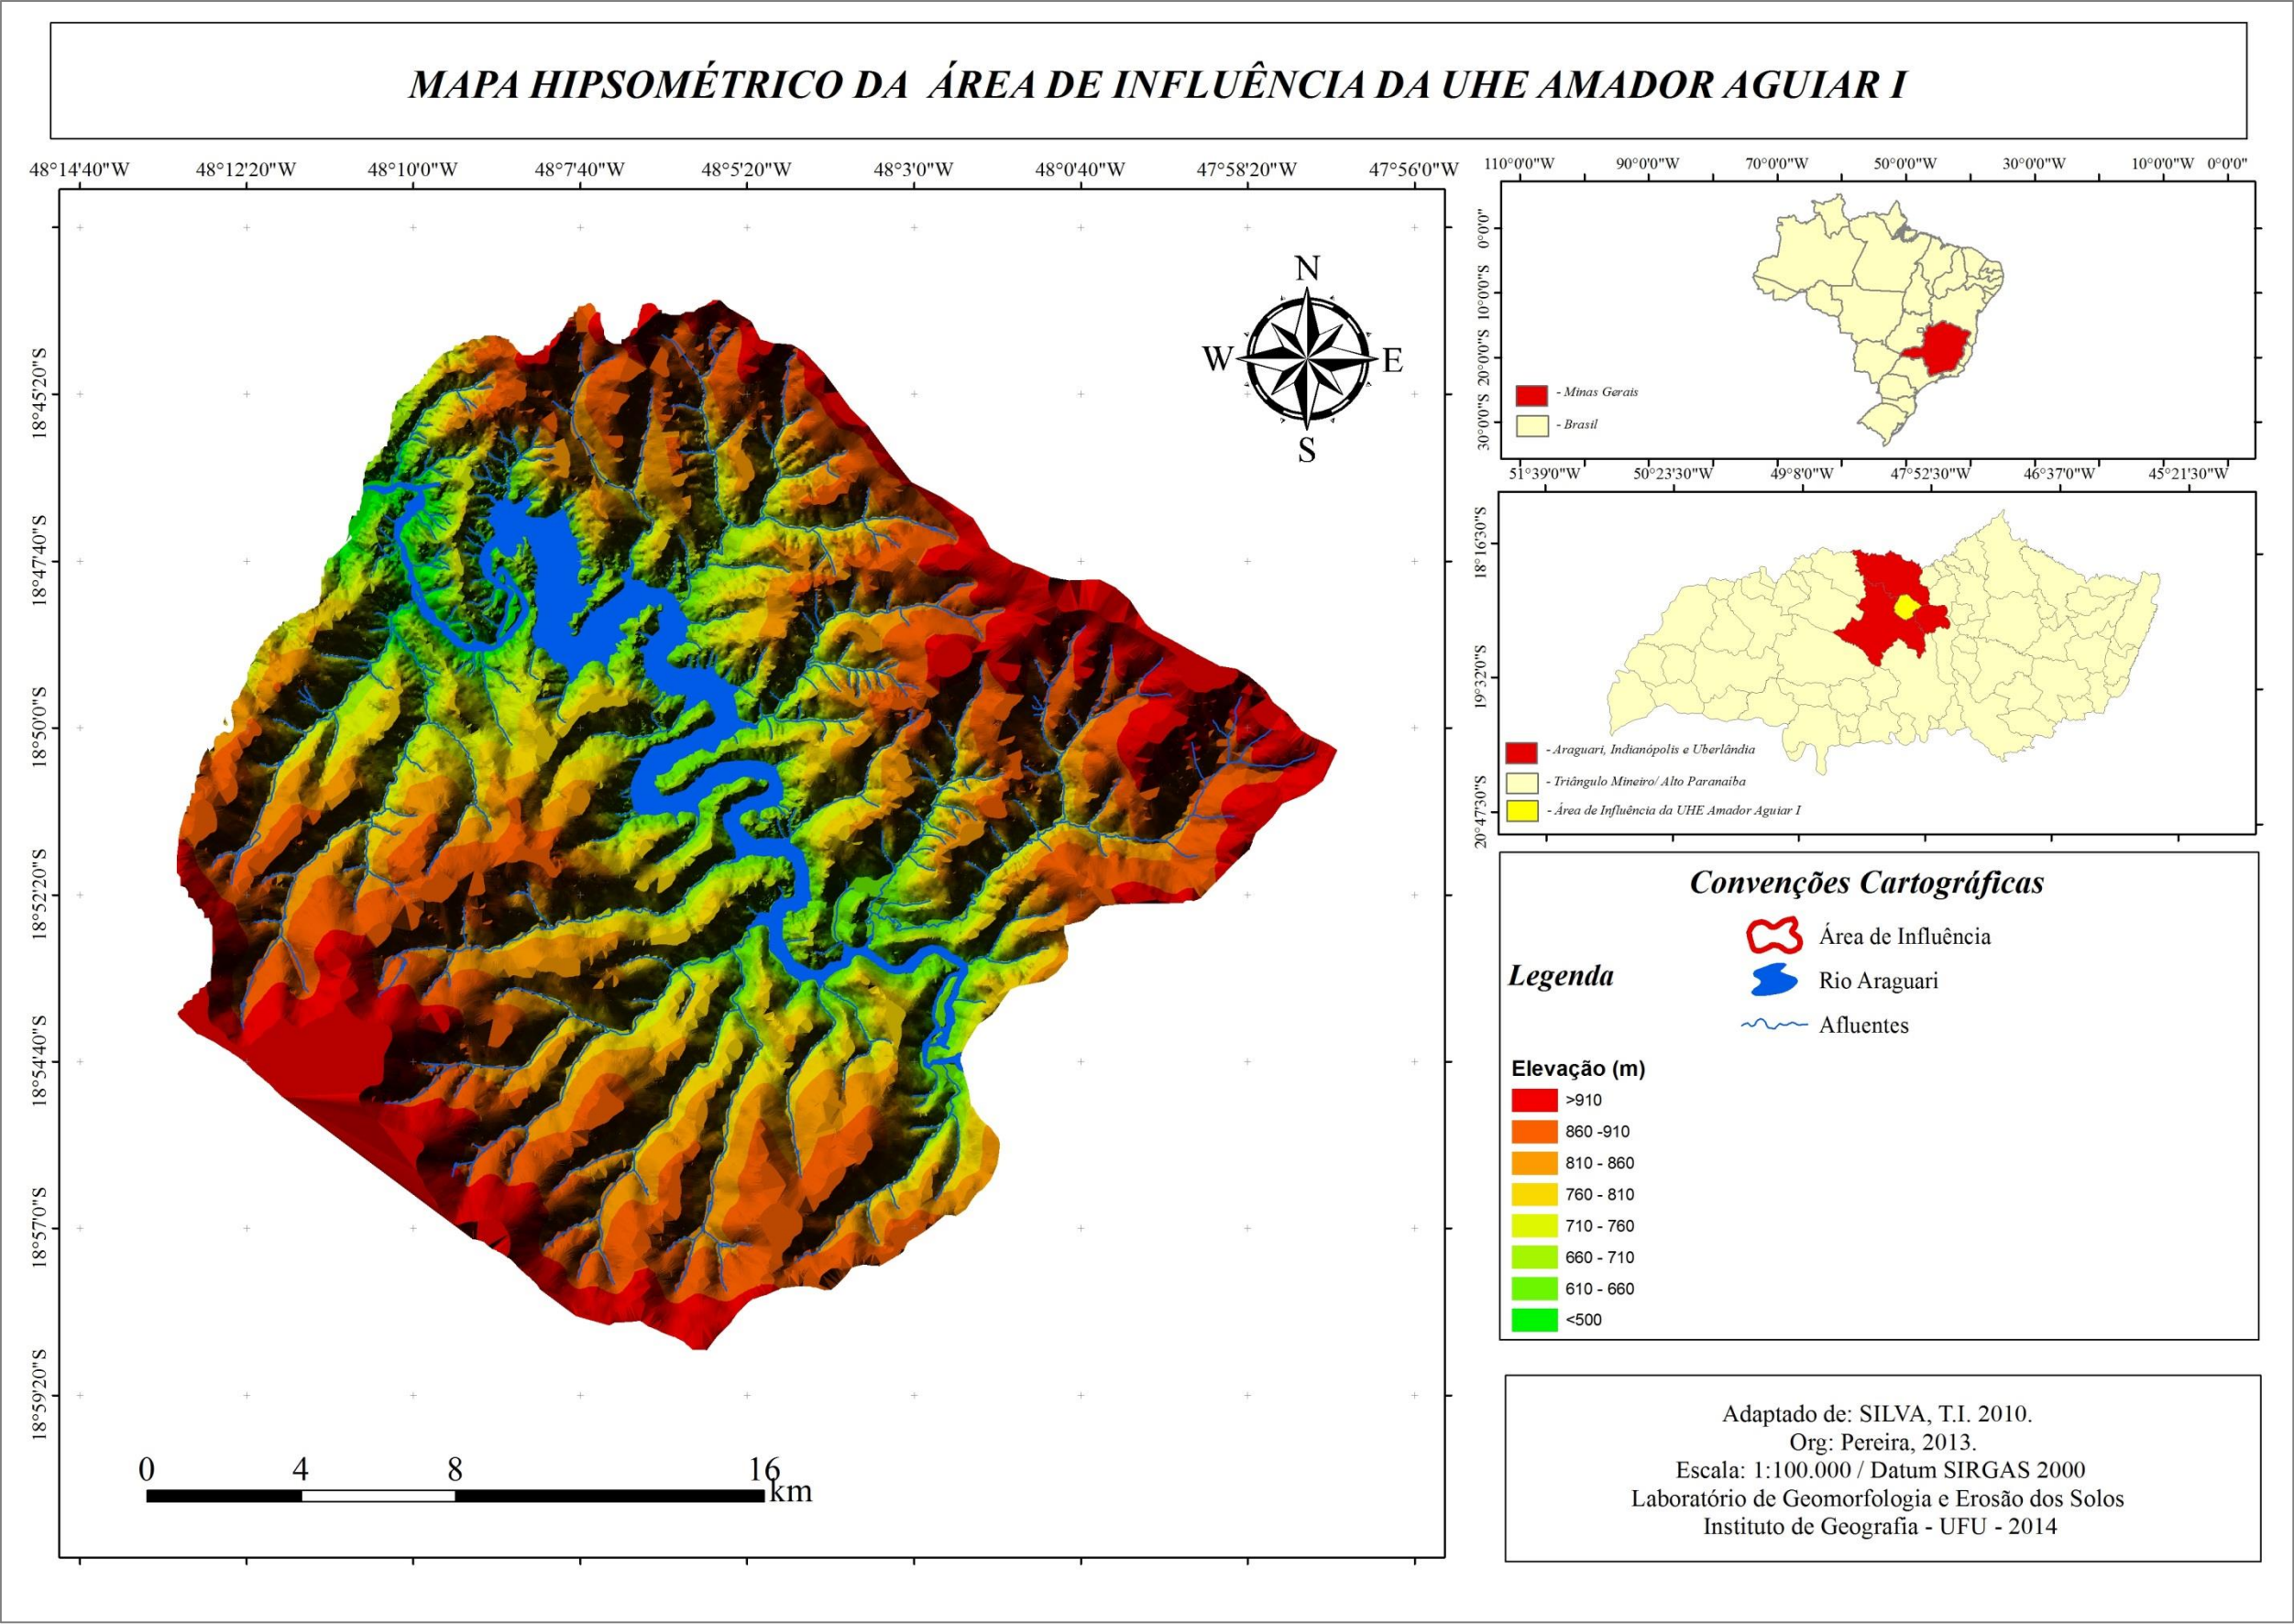 MAPA HIPSOMÉTRICO DA ÁREA DE INFLUÊNCIA DA UHE AMADOR AGUIAR I
48°14'40"W 48°12'20"W 48°10'0"W 48°7'40"W 48°5'20"W 48°3'0"W 48°0'40"W 47°58'20"W 47°56'0"W
18°45'20"S
18°47'40"S
18°50'0"S
18°52'20"S
18°54'40"S
18°57'0"S
18°59'20"S
N
W
E
S
0 4 8 16
km
110°0'0"W 90°0'0"W 70°0'0"W 50°0'0"W 30°0'0"W 10°0'0"W 0°0'0"
0°0'0"
10°0'0"S
20°0'0"S
30°0'0"S
- Minas Gerais
- Brasil
51°39'0"W 50°23'30"W 49°8'0"W 47°52'30"W 46°37'0"W 45°21'30"W
18°16'30"S
19°32'0"S
20°47'30"S
- Araguari, Indianópolis e Uberlândia
- Triângulo Mineiro/ Alto Paranaíba
- Área de Influência da UHE Amador Aguiar I
Convenções Cartográficas
Área de Influência
Legenda
Rio Araguari
Afluentes
Elevação (m)
>910
860 -910
810 - 860
760 - 810
710 - 760
660 - 710
610 - 660
<500
Adaptado de: SILVA, T.I. 2010.
Org: Pereira, 2013.
Escala: 1:100.000 / Datum SIRGAS 2000
Laboratório de Geomorfologia e Erosão dos Solos
Instituto de Geografia - UFU - 2014